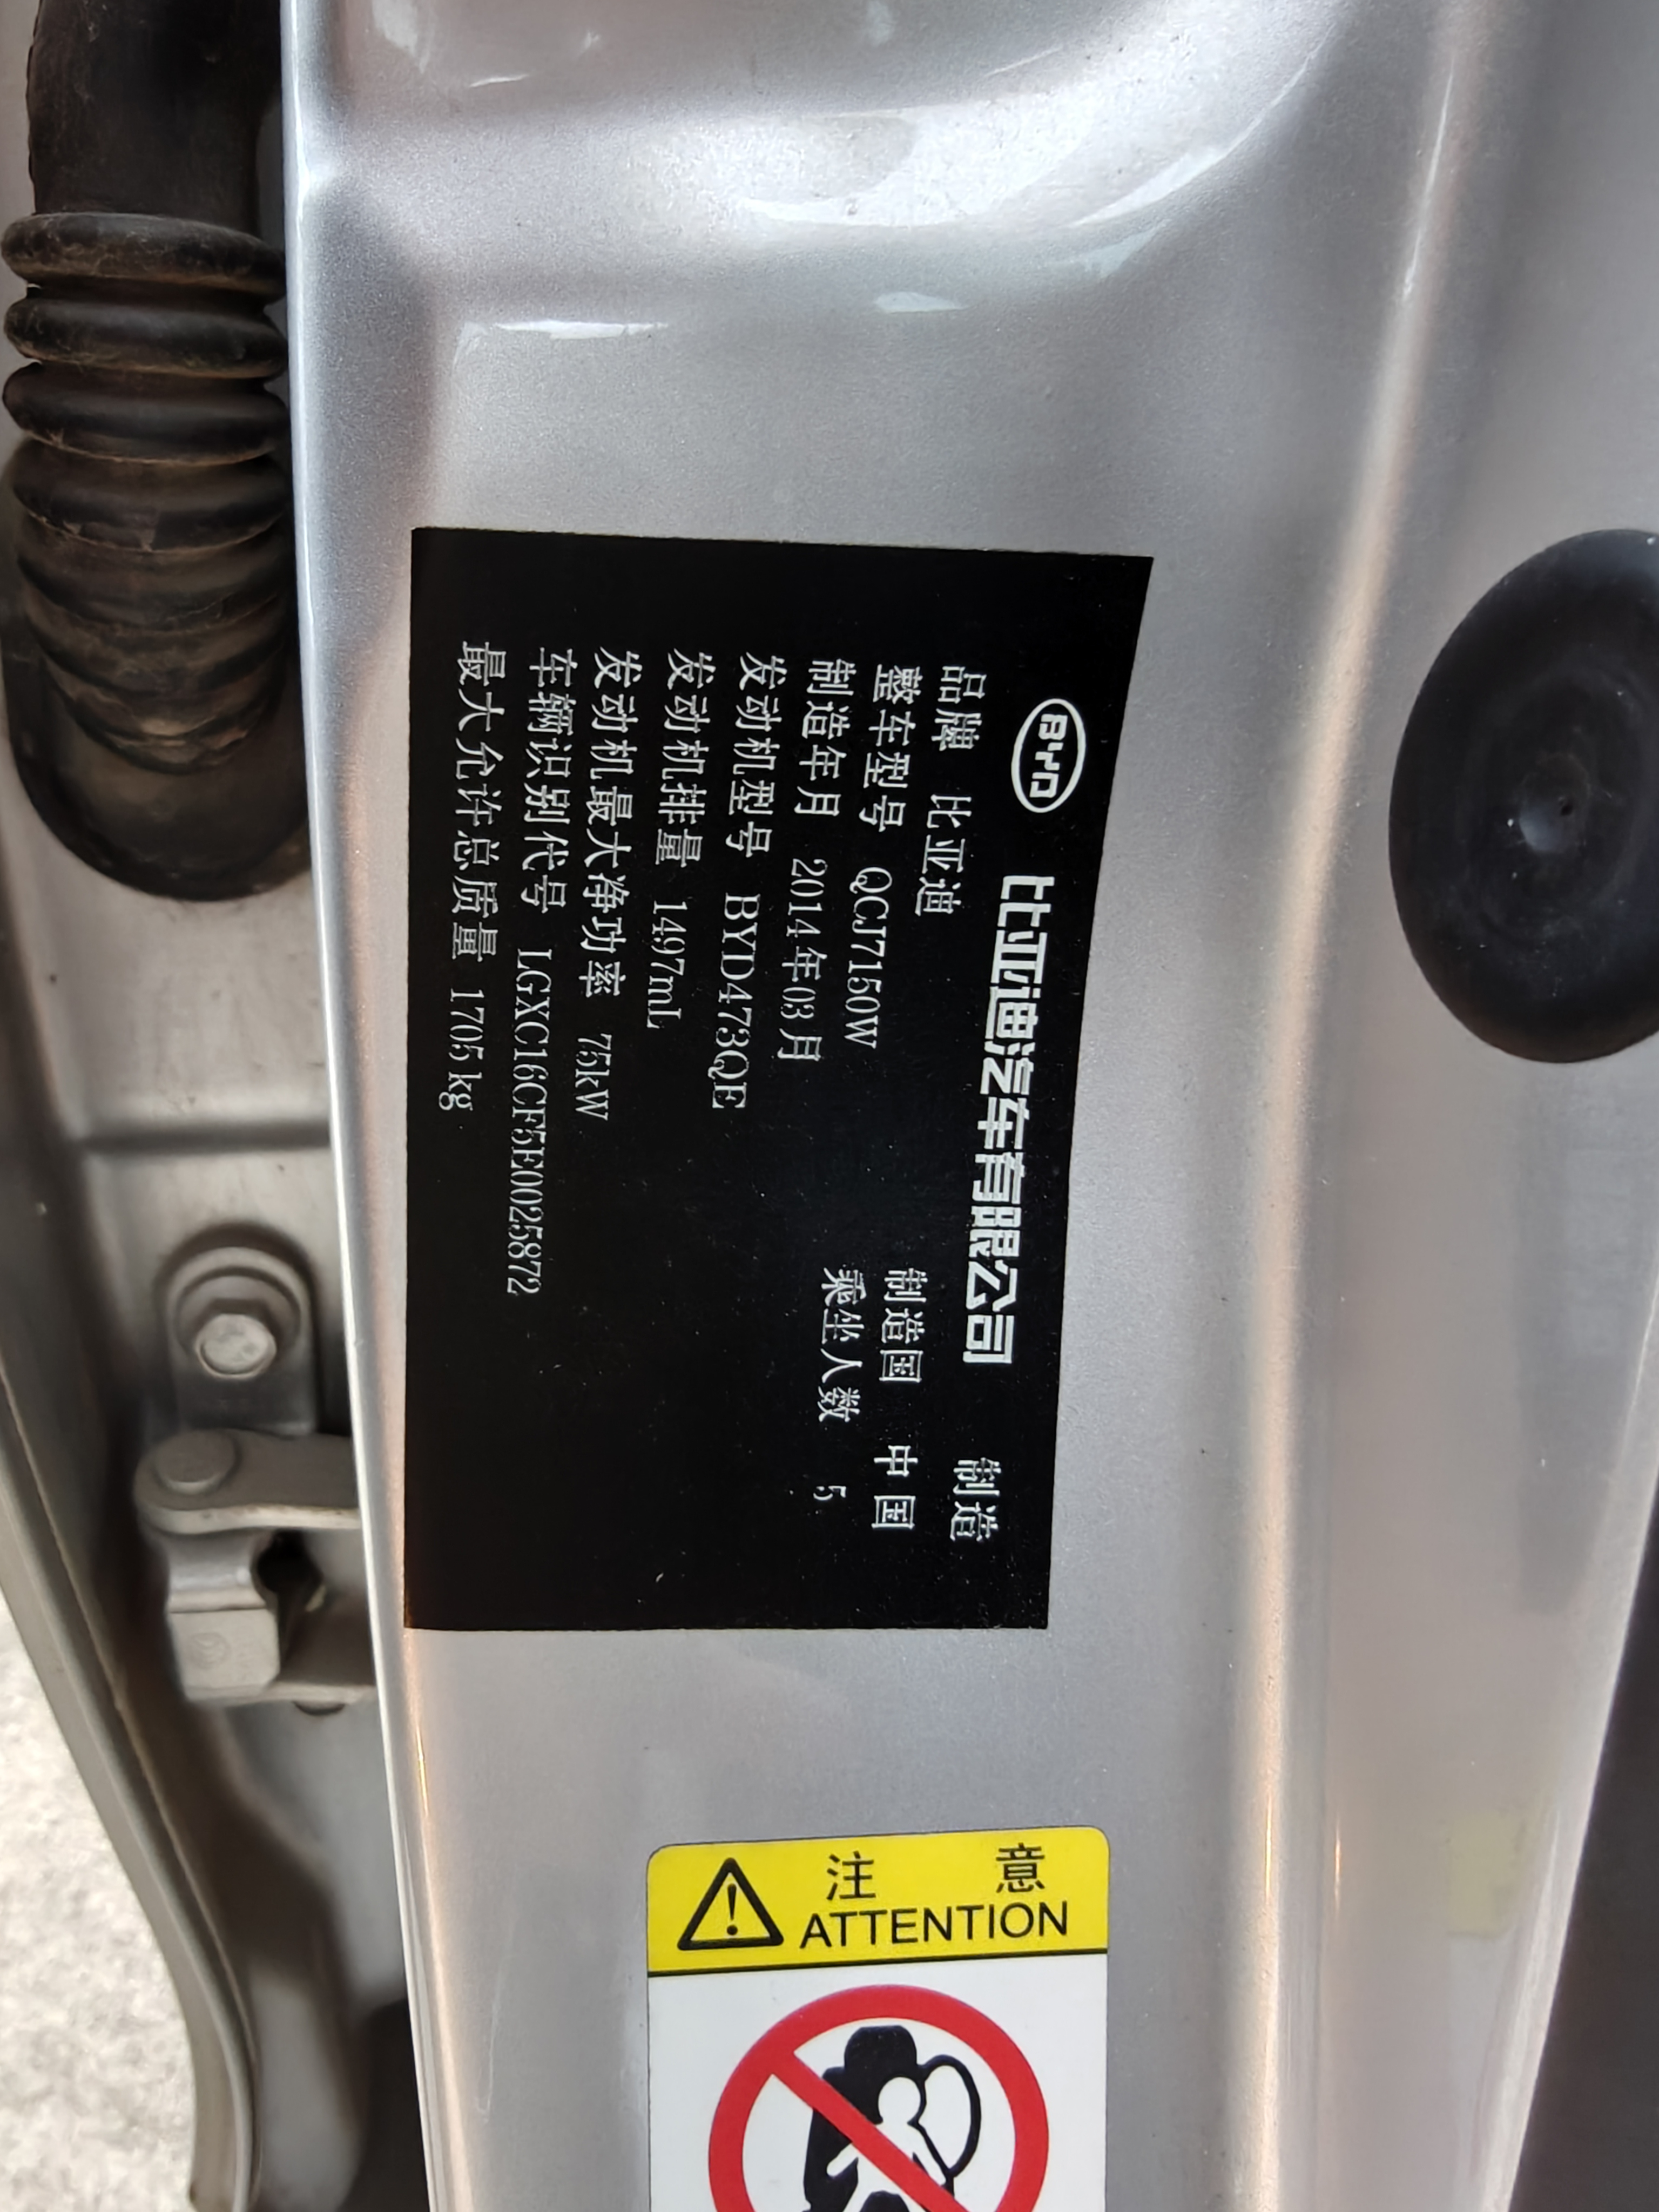 BYD 比亚迪汽车有限公司 制造
品牌 比亚迪 制造国 中国
整车型号 QCJ7150W 乘坐人数 5
制造年月 2014年03月
发动机型号 BYD473QE
发动机排量 1497mL
发动机最大净功率 75kW
车辆识别代号 LGXC16CF5E0025872
最大允许总质量 1705kg
注 意
ATTENTION